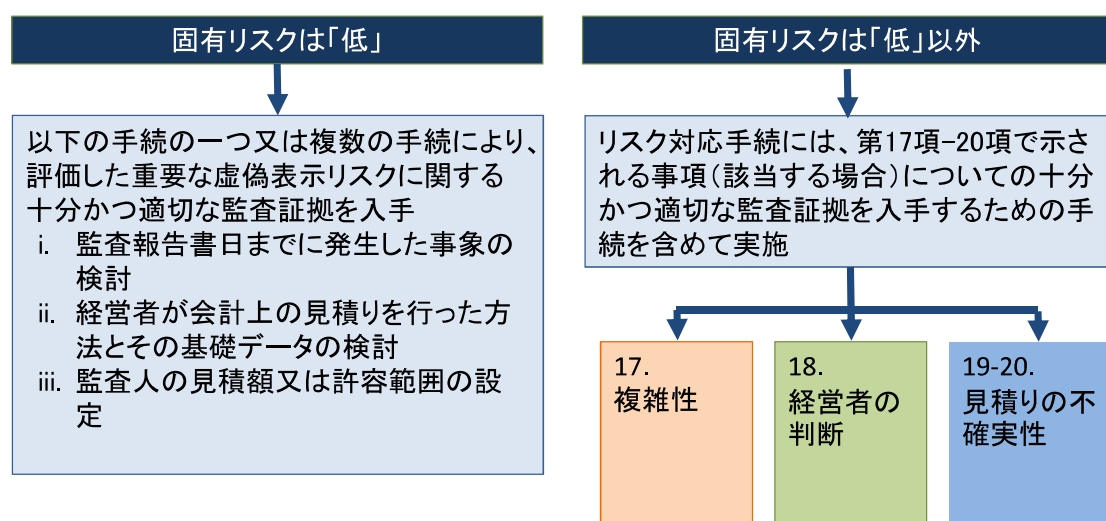 固有リスクは「低」
以下の手続の一つ又は複数の手続により、
評価した重要な虚偽表示リスクに関する
十分かつ適切な監査証拠を入手
i. 監査報告書日までに発生した事象の
検討
ii. 経営者が会計上の見積りを行った方
法とその基礎データの検討
iii. 監査人の見積額又は許容範囲の設
定
固有リスクは「低」以外
リスク対応手続には、第17項-20項で示さ
れる事項(該当する場合)についての十分
かつ適切な監査証拠を入手するための手
続を含めて実施
17.
複雑性
18.
経営者の
判断
19-20.
見積りの不
確実性